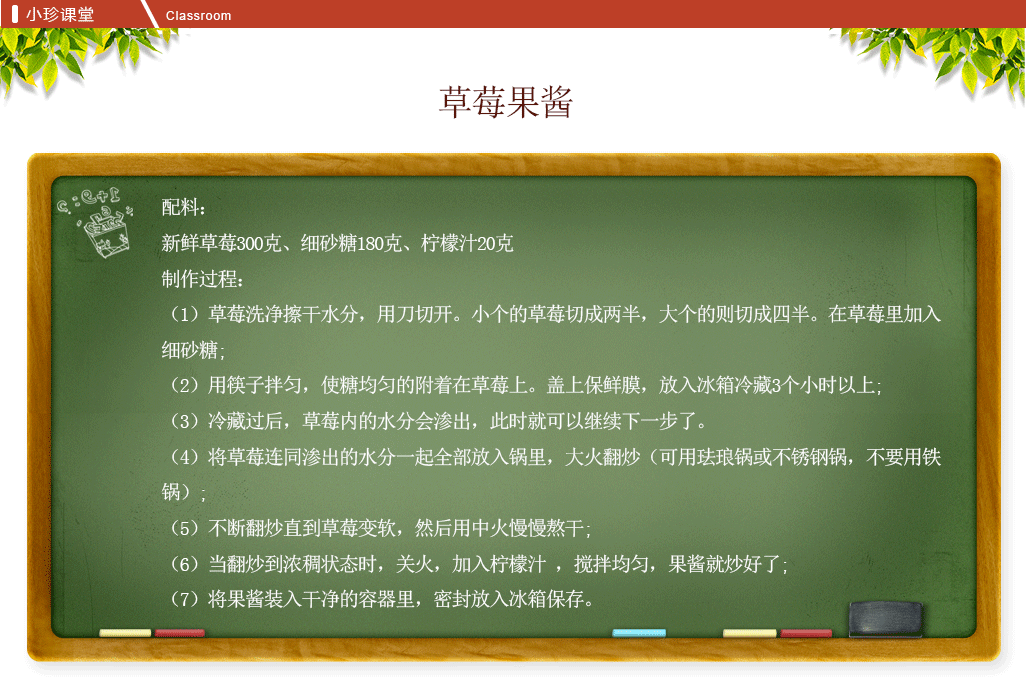 小珍课堂 Classroom
草莓果酱
配料：
新鲜草莓300克、细砂糖180克、柠檬汁20克
制作过程：
（1）草莓洗净擦干水分，用刀切开。小个的草莓切成两半，大个的则切成四半。在草莓里加入
细砂糖；
（2）用筷子拌匀，使糖均匀的附着在草莓上。盖上保鲜膜，放入冰箱冷藏3个小时以上；
（3）冷藏过后，草莓内的水分会渗出，此时就可以继续下一步了。
（4）将草莓连同渗出的水分一起全部放入锅里，大火翻炒（可用珐琅锅或不锈钢锅，不要用铁
锅）；
（5）不断翻炒直到草莓变软，然后用中火慢慢熬干；
（6）当翻炒到浓稠状态时，关火，加入柠檬汁 ，搅拌均匀，果酱就炒好了；
（7）将果酱装入干净的容器里，密封放入冰箱保存。